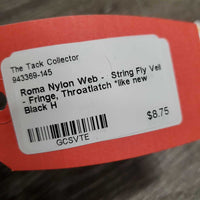 The Tack Collector
943369-145
Roma Nylon Web - String Fly Veil
- Fringe, Throatlatch *like new*
Black H
$8.75
GCSVTE